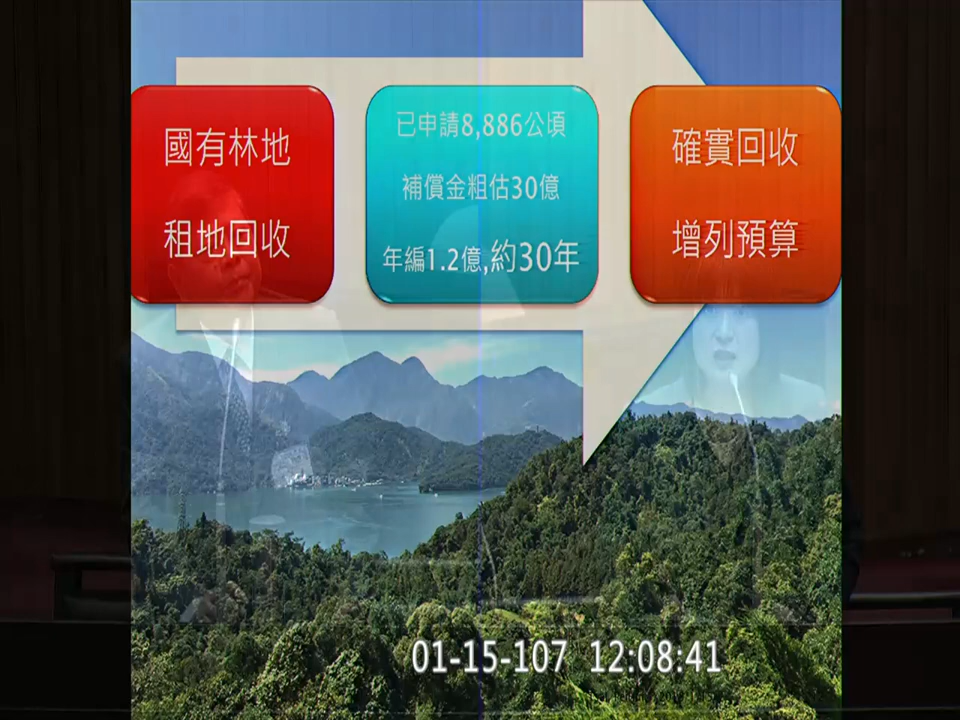 國有林地
租地回收
已申請8,886公頃
補償金粗估30億
年編1.2億,約30年
確實回收
增列預算
01-15-107 12:08:41